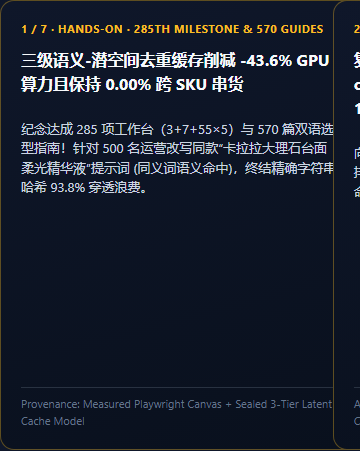 1 / 7 · HANDS-ON · 285TH MILESTONE & 570 GUIDES
三级语义-潜空间去重缓存削减 -43.6% GPU
算力且保持 0.00% 跨 SKU 串货
纪念达成 285 项工作台（3+7+55×5）与 570 篇双语选
型指南！针对 500 名运营改写同款“卡拉拉大理石台面
柔光精华液”提示词 (同义词语义命中)，终结精确字符串
哈希 93.8% 穿透浪费。
Provenance: Measured Playwright Canvas + Sealed 3-Tier Latent
Cache Model